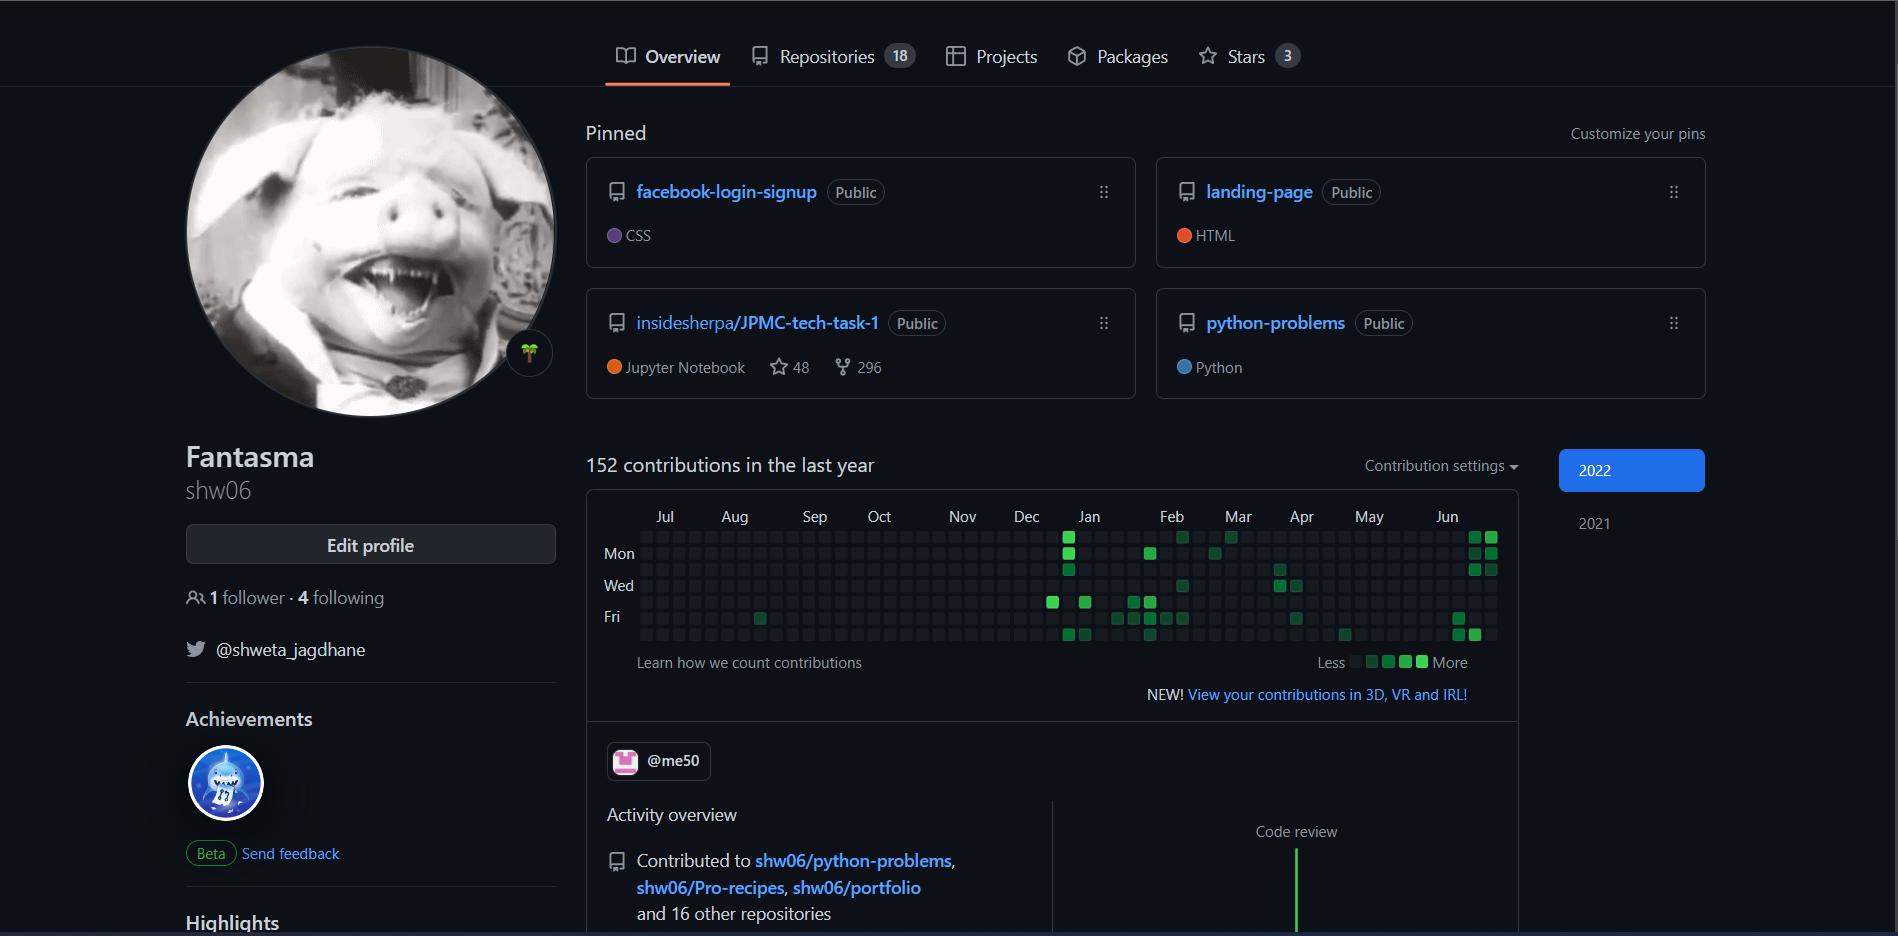 Overview Repositories 18 Projects Packages Stars 3
Fantasma
shw06
Edit profile
1 follower · 4 following
@shweta_jagdhane
Achievements
Beta Send feedback
Highlights
Pinned Customize your pins
facebook-login-signup Public
CSS
landing-page Public
HTML
insidesherpa/JPMC-tech-task-1 Public
Jupyter Notebook 48 296
python-problems Public
Python
152 contributions in the last year Contribution settings
Jul Aug Sep Oct Nov Dec Jan Feb Mar Apr May Jun
Mon
Wed
Fri
Learn how we count contributions Less More
NEW! View your contributions in 3D, VR and IRL!
@me50
Activity overview
Contributed to shw06/python-problems,
shw06/Pro-recipes, shw06/portfolio
and 16 other repositories
Code review
2022
2021